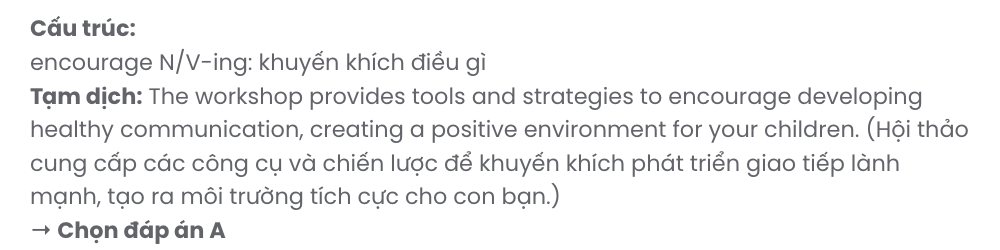 Cấu trúc:
encourage N/V-ing: khuyến khích điều gì
Tạm dịch: The workshop provides tools and strategies to encourage developing
healthy communication, creating a positive environment for your children. (Hội thảo
cung cấp các công cụ và chiến lược để khuyến khích phát triển giao tiếp lành
mạnh, tạo ra môi trường tích cực cho con bạn.)
→ Chọn đáp án A